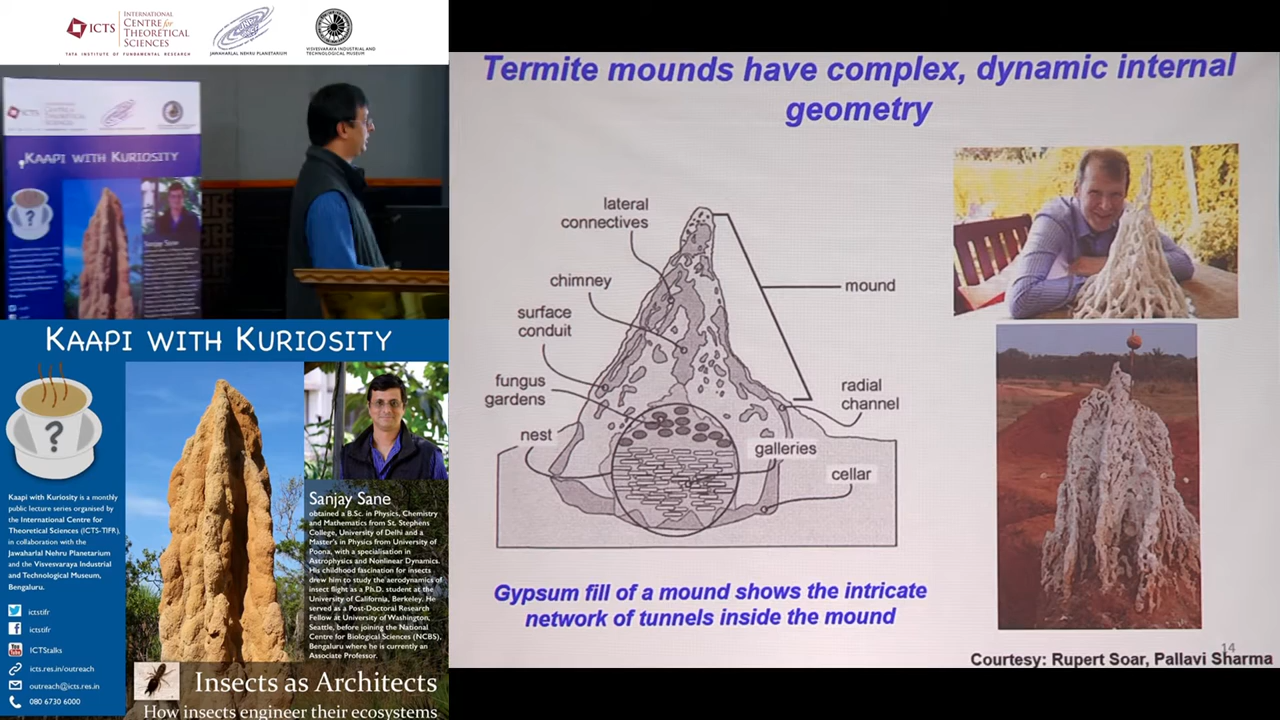 ICTS
INTERNATIONAL
CENTRE for
THEORETICAL
SCIENCES
TATA INSTITUTE OF FUNDAMENTAL RESEARCH
JAWAHARLAL NEHRU PLANETARIUM
VISVESVARAYA INDUSTRIAL AND
TECHNOLOGICAL MUSEUM
KAAPI WITH KURIOSITY
?
Sanjay Sane
KAAPI WITH KURIOSITY
?
Kaapi with Kuriosity is a monthly
public lecture series organised by
the International Centre for
Theoretical Sciences (ICTS-TIFR),
in collaboration with the
Jawaharlal Nehru Planetarium
and the Visvesvaraya Industrial
and Technological Museum,
Bengaluru.
ictstifr
ictstifr
You
Tube
ICTStalks
icts.res.in/outreach
outreach@icts.res.in
080 6730 6000
Sanjay Sane
obtained a B.Sc. in Physics, Chemistry
and Mathematics from St. Stephens
College, University of Delhi and a
Master's in Physics from University of
Poona, with a specialisation in
Astrophysics and Nonlinear Dynamics.
His childhood fascination for insects
drew him to study the aerodynamics of
insect flight as a Ph.D. student at the
University of California, Berkeley. He
served as a Post-Doctoral Research
Fellow at University of Washington,
Seattle, before joining the National
Centre for Biological Sciences (NCBS),
Bengaluru where he is currently an
Associate Professor.
Insects as Architects
How insects engineer their ecosystems
Termite mounds have complex, dynamic internal
geometry
lateral
connectives
chimney
surface
conduit
fungus
gardens
nest
mound
radial
channel
galleries
cellar
Gypsum fill of a mound shows the intricate
network of tunnels inside the mound
14
Courtesy: Rupert Soar, Pallavi Sharma